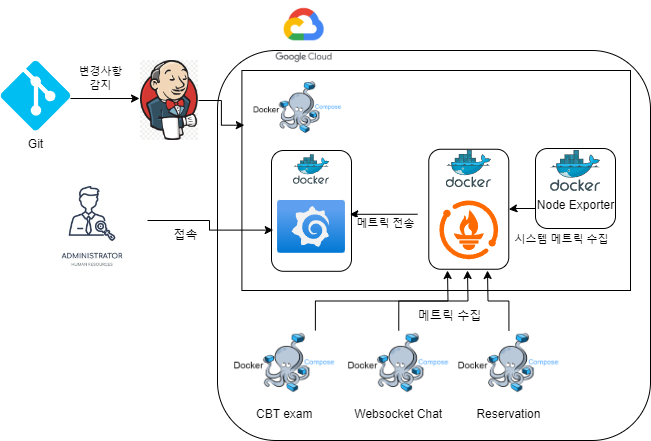 Google Cloud
변경사항
감지
Git
Docker
Compose
docker
docker
docker
Node Exporter
메트릭 전송
시스템 메트릭 수집
접속
ADMINISTRATOR
HUMAN RESOURCES
메트릭 수집
Docker
Compose
Docker
Compose
Docker
Compose
CBT exam
Websocket Chat
Reservation